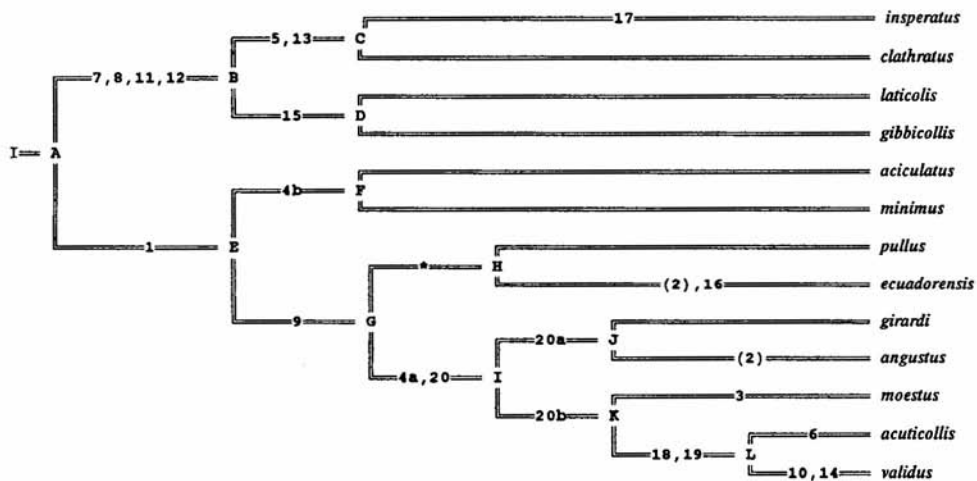 17 insperatus
5,13 C
clathratus
7,8,11,12 B
laticolis
15 D
gibbicollis
I A
aciculatus
4b F
minimus
1 E
pullus
* H
(2),16 ecuadorensis
9 G
girardi
20a J
(2) angustus
4a,20 I
3 moestus
20b K
6 acuticollis
18,19 L
10,14 validus